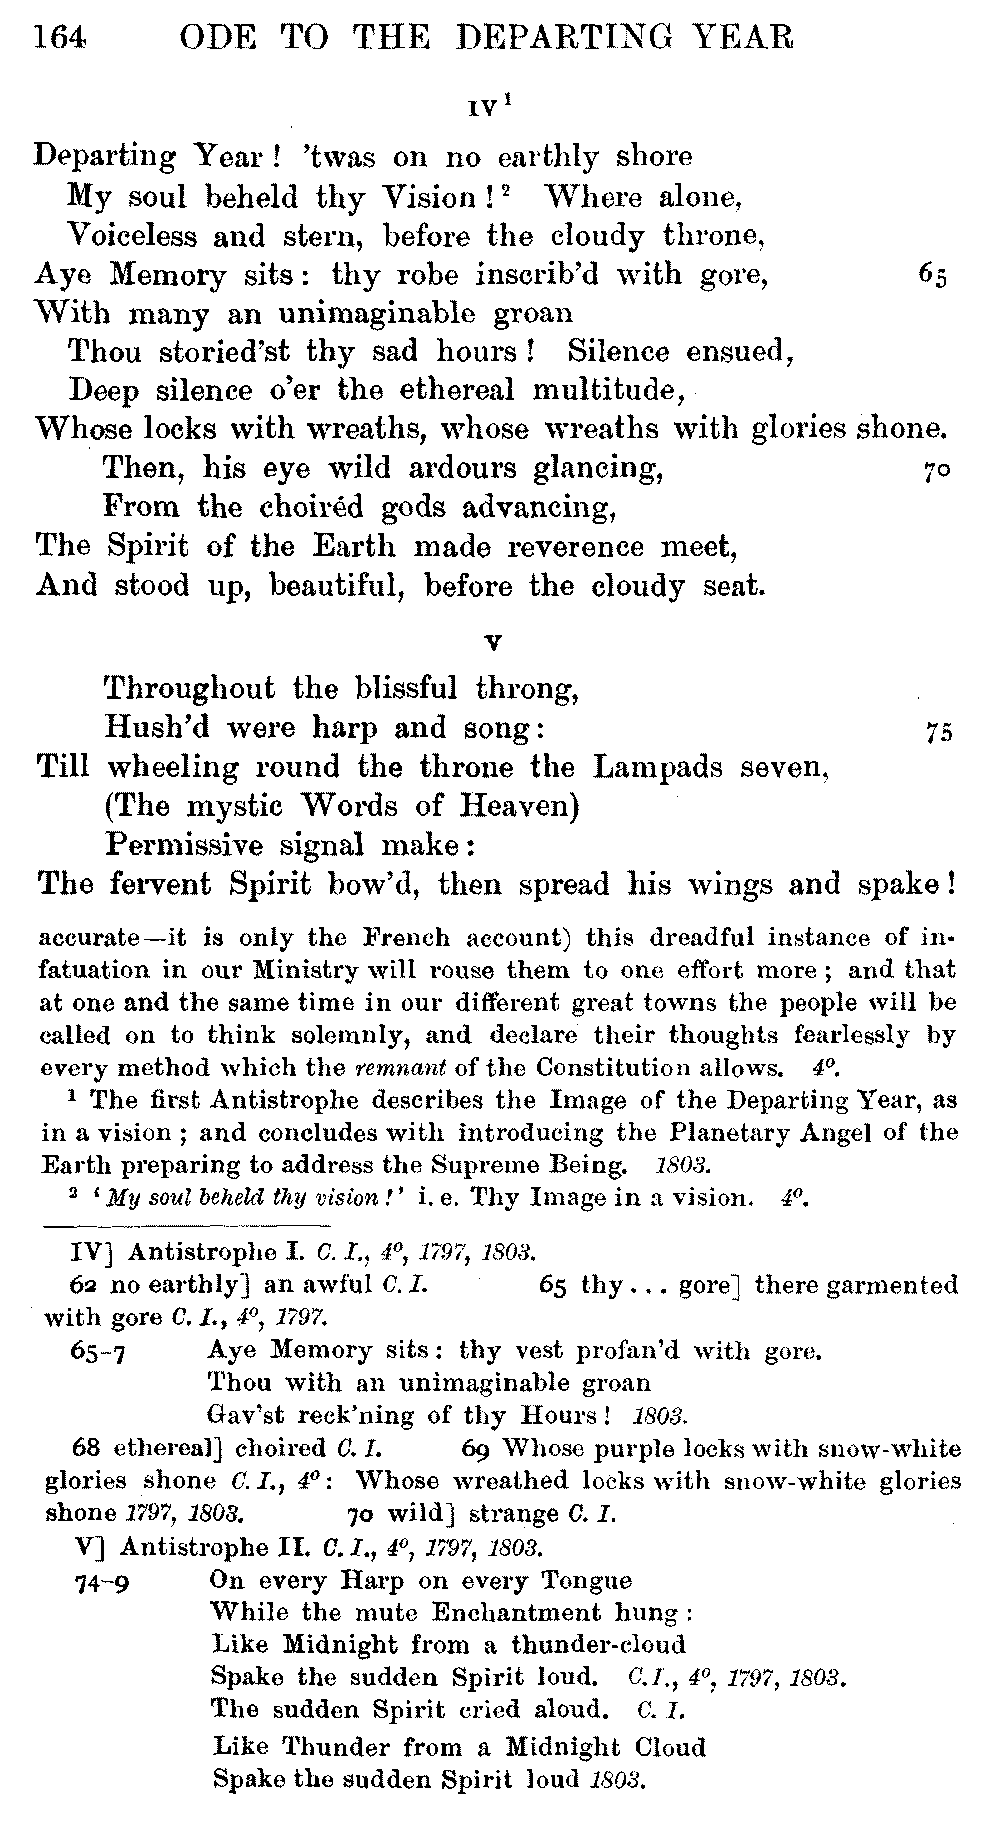 164 ODE TO THE DEPARTING YEAR
IV ¹
Departing Year ! 'twas on no earthly shore
My soul beheld thy Vision ! ² Where alone,
Voiceless and stern, before the cloudy throne,
Aye Memory sits : thy robe inscrib'd with gore, 65
With many an unimaginable groan
Thou storied'st thy sad hours ! Silence ensued,
Deep silence o'er the ethereal multitude,
Whose locks with wreaths, whose wreaths with glories shone.
Then, his eye wild ardours glancing, 70
From the choiréd gods advancing,
The Spirit of the Earth made reverence meet,
And stood up, beautiful, before the cloudy seat.
V
Throughout the blissful throng,
Hush'd were harp and song : 75
Till wheeling round the throne the Lampads seven,
(The mystic Words of Heaven)
Permissive signal make :
The fervent Spirit bow'd, then spread his wings and spake !
accurate—it is only the French account) this dreadful instance of in-
fatuation in our Ministry will rouse them to one effort more ; and that
at one and the same time in our different great towns the people will be
called on to think solemnly, and declare their thoughts fearlessly by
every method which the remnant of the Constitution allows. 4º.
¹ The first Antistrophe describes the Image of the Departing Year, as
in a vision ; and concludes with introducing the Planetary Angel of the
Earth preparing to address the Supreme Being. 1803.
² ' My soul beheld thy vision ! ' i. e. Thy Image in a vision. 4º.
IV] Antistrophe I. C. I., 4º, 1797, 1803.
62 no earthly] an awful C. I. 65 thy . . . gore] there garmented
with gore C. I., 4º, 1797.
65-7 Aye Memory sits : thy vest profan'd with gore.
Thou with an unimaginable groan
Gav'st reck'ning of thy Hours ! 1803.
68 ethereal] choired C. I. 69 Whose purple locks with snow-white
glories shone C. I., 4º : Whose wreathed locks with snow-white glories
shone 1797, 1803. 70 wild] strange C. I.
V] Antistrophe II. C. I., 4º, 1797, 1803.
74-9 On every Harp on every Tongue
While the mute Enchantment hung :
Like Midnight from a thunder-cloud
Spake the sudden Spirit loud. C. I., 4º, 1797, 1803.
The sudden Spirit cried aloud. C. I.
Like Thunder from a Midnight Cloud
Spake the sudden Spirit loud 1803.